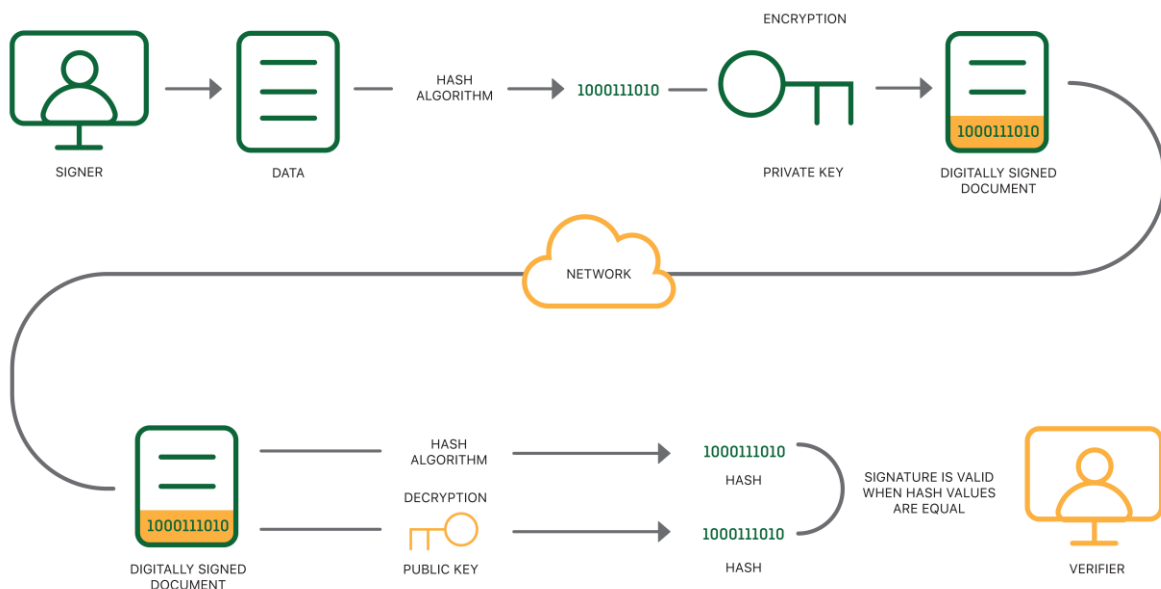 ENCRYPTION
HASH
ALGORITHM
1000111010
1000111010
SIGNER
DATA
PRIVATE KEY
DIGITALLY SIGNED
DOCUMENT
NETWORK
HASH
ALGORITHM
1000111010
HASH
SIGNATURE IS VALID
WHEN HASH VALUES
ARE EQUAL
DECRYPTION
1000111010
1000111010
DIGITALLY SIGNED
DOCUMENT
PUBLIC KEY
HASH
VERIFIER